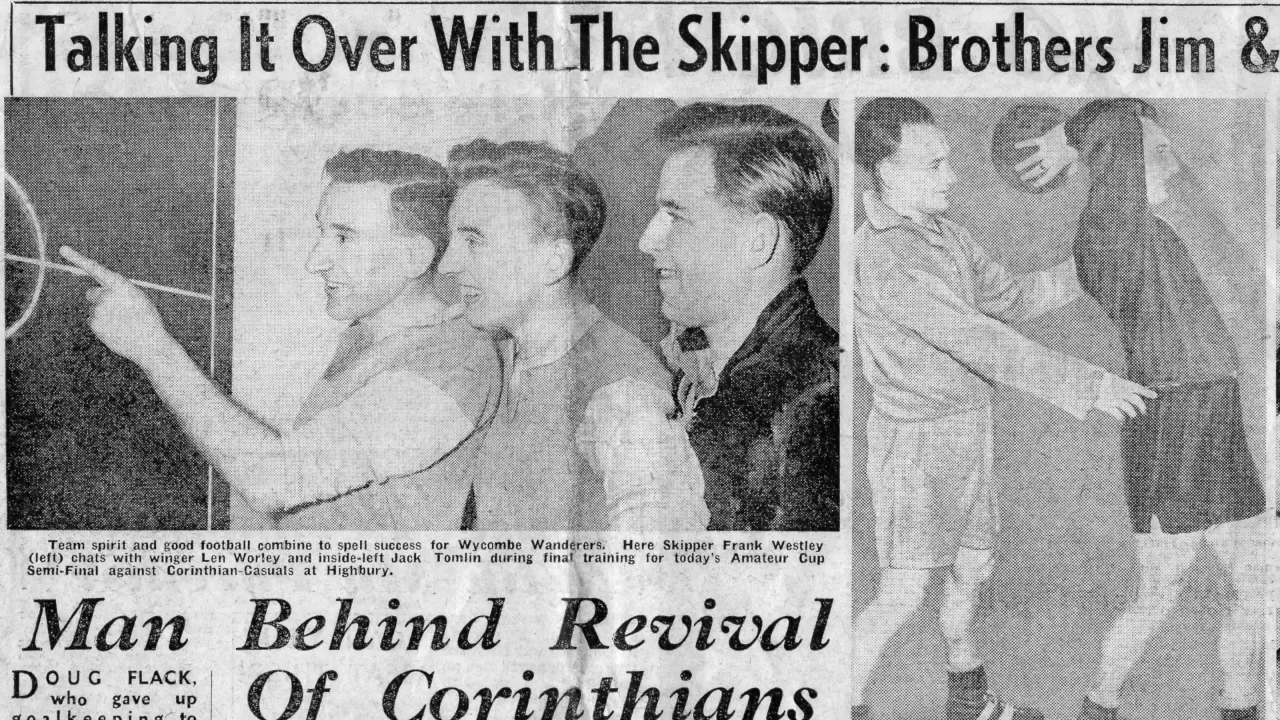 Talking It Over With The Skipper : Brothers Jim &
Team spirit and good football combine to spell success for Wycombe Wanderers. Here Skipper Frank Westley
(left) chats with winger Len Worley and inside-left Jack Tomlin during final training for today's Amateur Cup
Semi-Final against Corinthian-Casuals at Highbury.
Man Behind Revival
Of Corinthians
DOUG FLACK,
who gave up
goalkeeping to